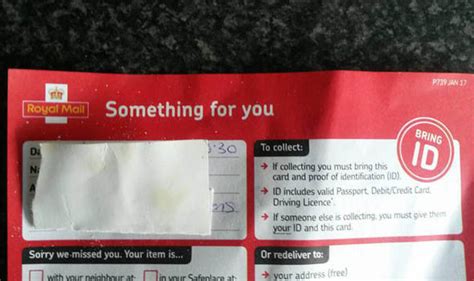 P739 JAN 17
Royal Mail
Something for you
BRING
ID
:30
To collect:
→ If collecting you must bring this
card and proof of identification (ID).
→ ID includes valid Passport, Debit/Credit Card,
Driving Licence*.
→ If someone else is collecting, you must give them
your ID and this card.
Sorry we missed you. Your item is...
with your neighbour at:
in your Safeplace at:
Or redeliver to:
→ your address (free)